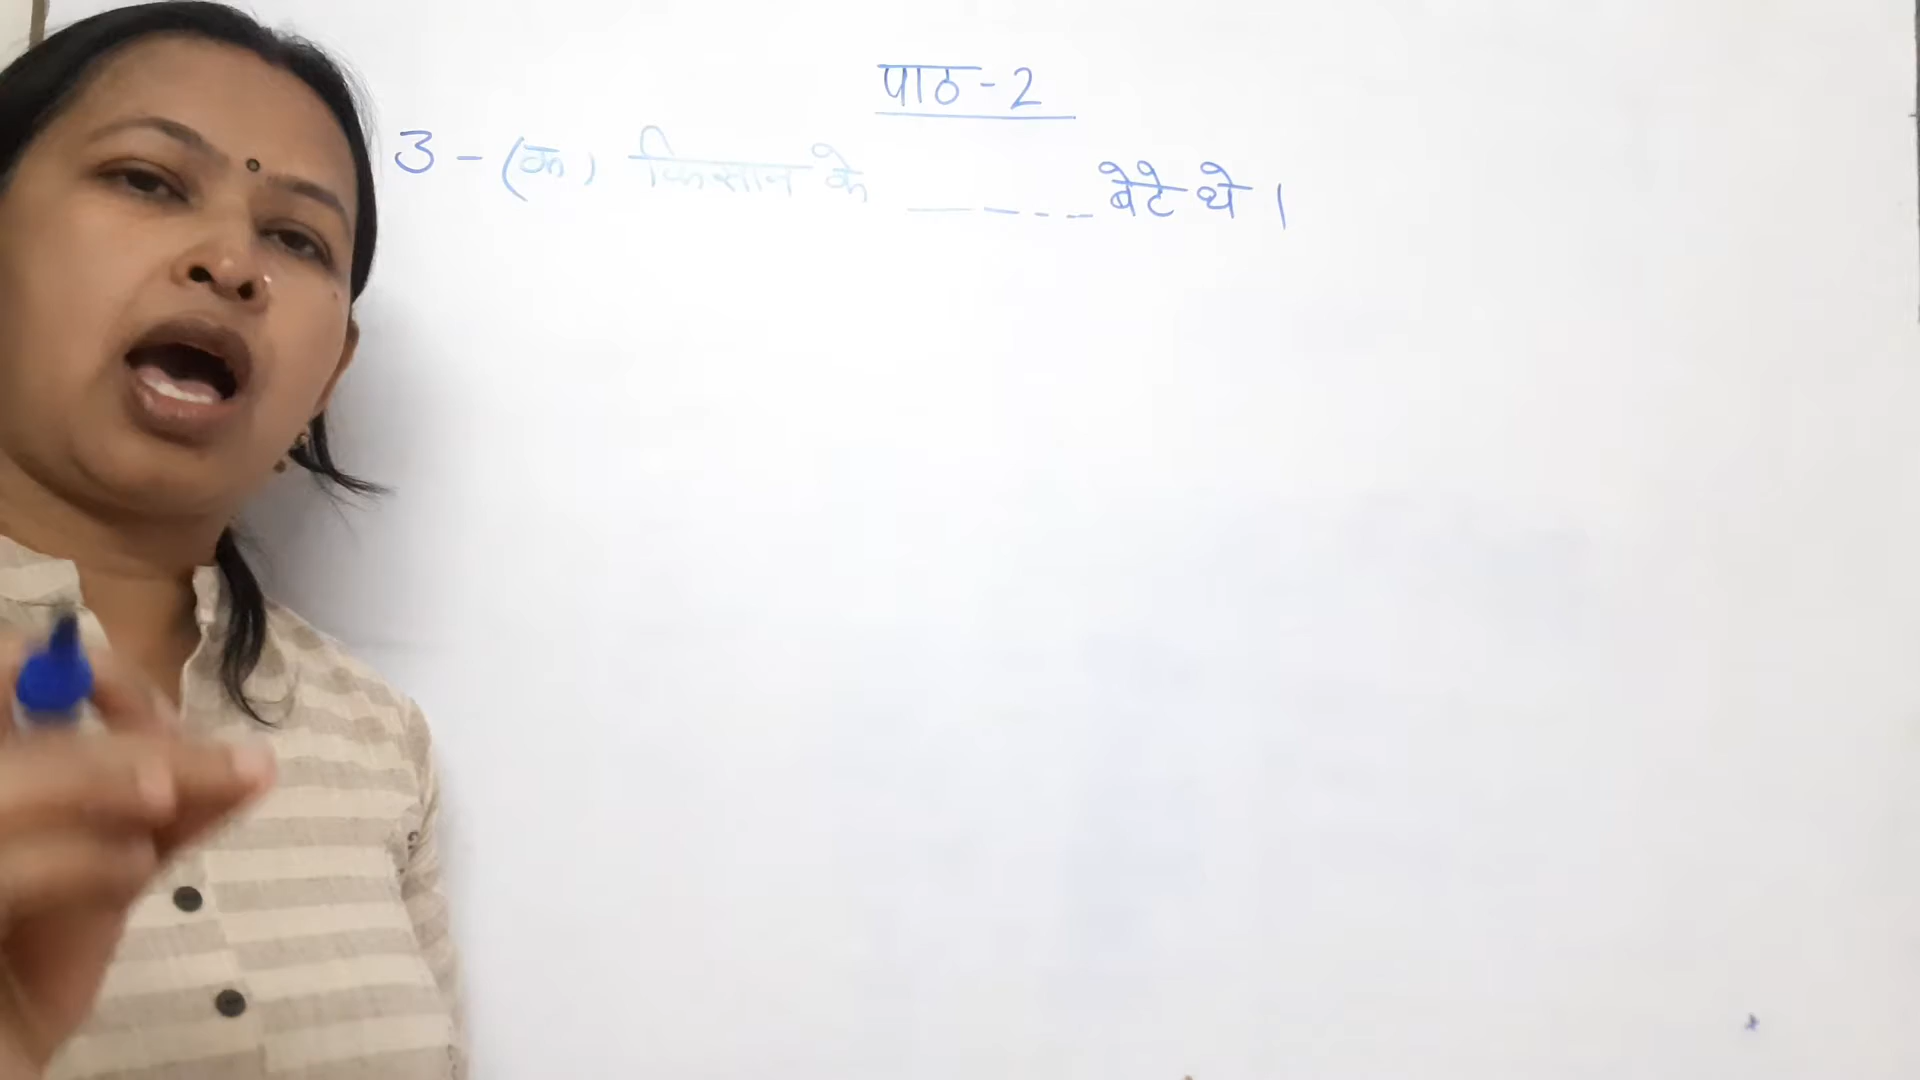 पाठ - 2
3 - (क) किसान के _ _ _ _ बेटे थे ।